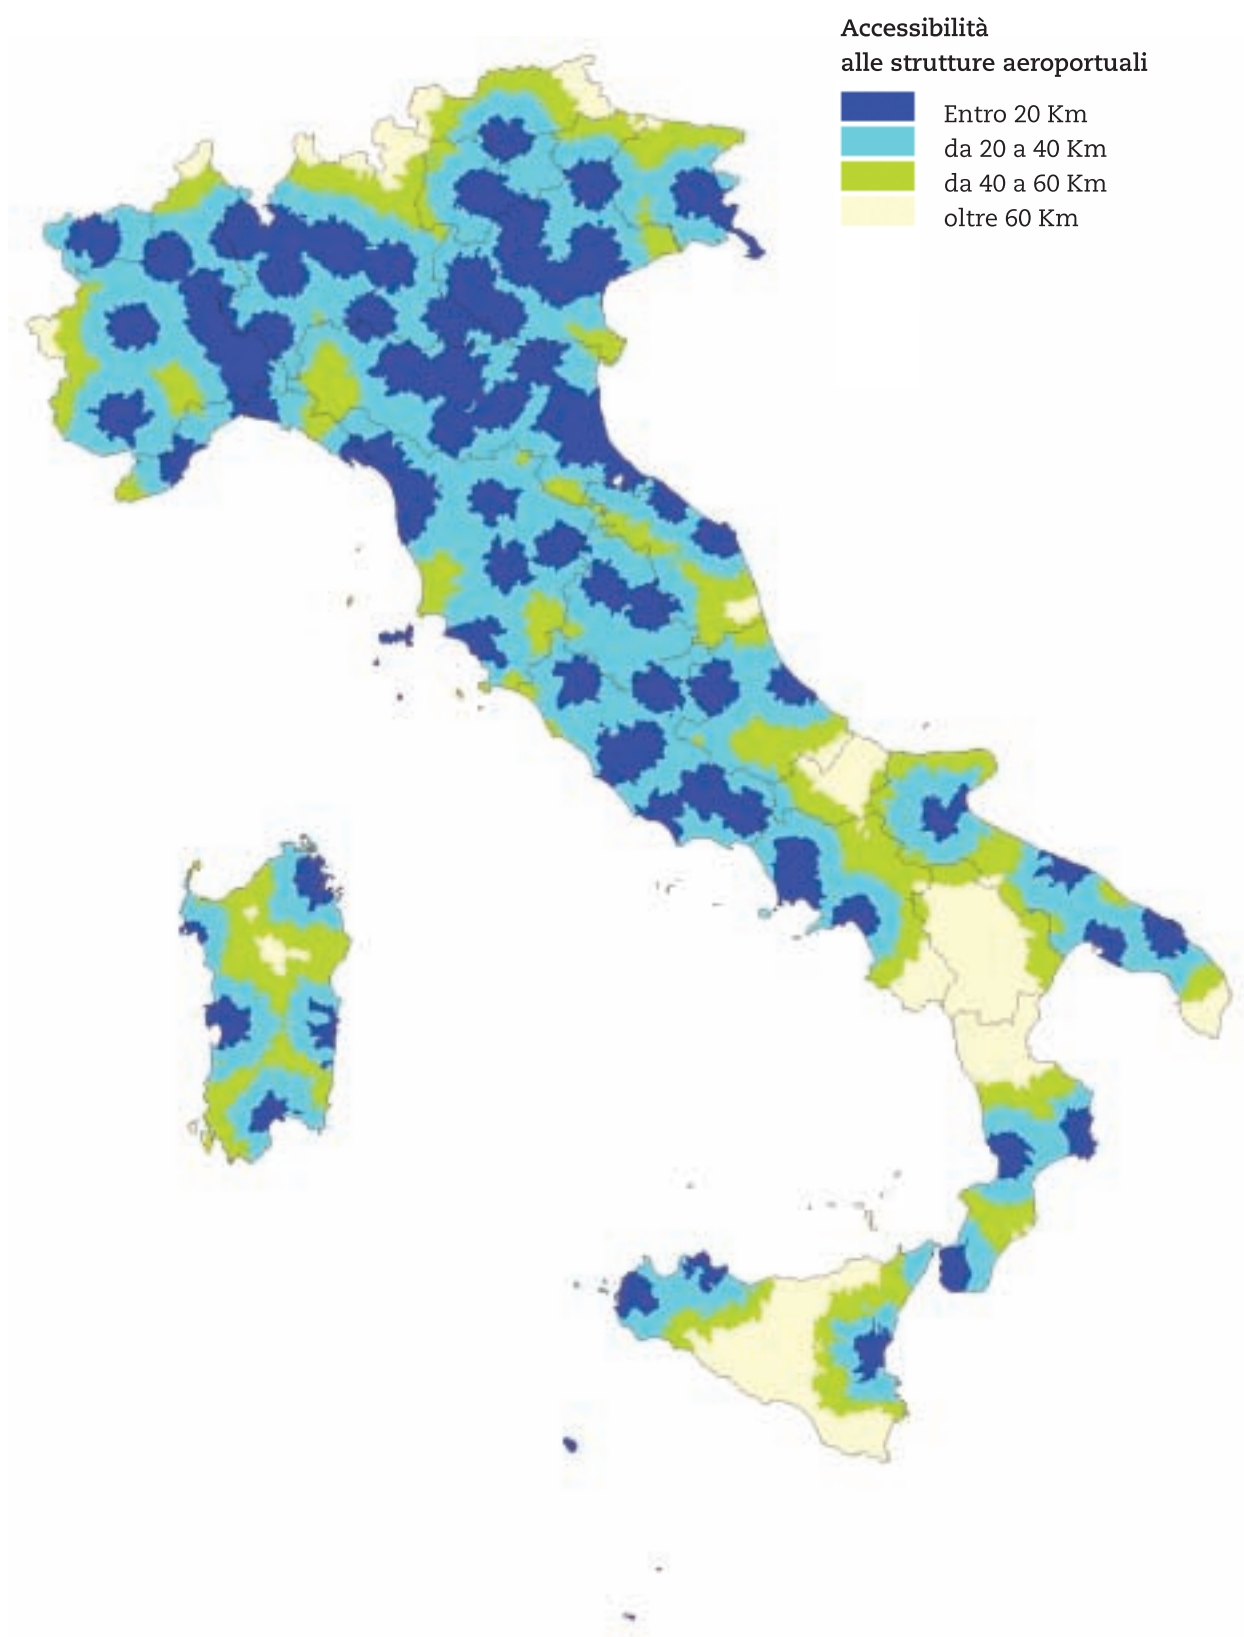 Accessibilità
alle strutture aeroportuali
Entro 20 Km
da 20 a 40 Km
da 40 a 60 Km
oltre 60 Km